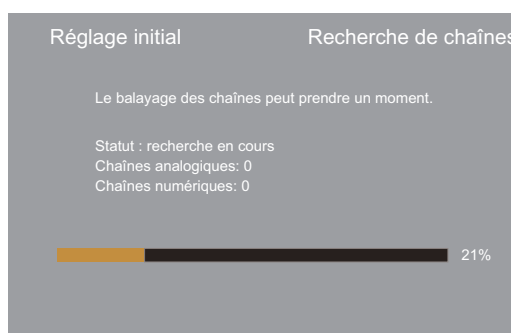 Réglage initial Recherche de chaînes
Le balayage des chaînes peut prendre un moment.
Statut : recherche en cours
Chaînes analogiques: 0
Chaînes numériques: 0
21%